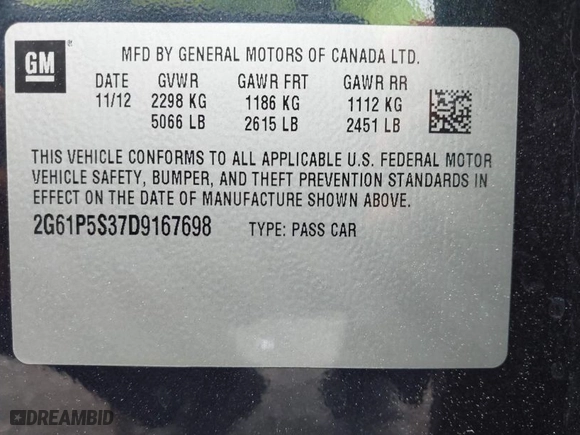 GM ®
MFD BY GENERAL MOTORS OF CANADA LTD.
DATE GVWR GAWR FRT GAWR RR
11/12 2298 KG 1186 KG 1112 KG
5066 LB 2615 LB 2451 LB
THIS VEHICLE CONFORMS TO ALL APPLICABLE U.S. FEDERAL MOTOR
VEHICLE SAFETY, BUMPER, AND THEFT PREVENTION STANDARDS IN
EFFECT ON THE DATE OF MANUFACTURE SHOWN ABOVE.
2G61P5S37D9167698 TYPE: PASS CAR
DREAMBID